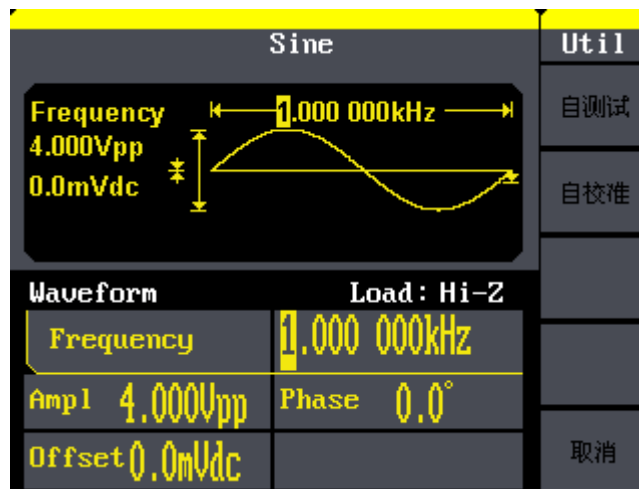 Sine
Util
Frequency
1.000 000kHz
4.000Vpp
0.0mVdc
自测试
自校准
Waveform
Load: Hi-Z
Frequency
1.000 000kHz
Ampl 4.000Vpp
Phase 0.0°
Offset 0.0mVdc
取消